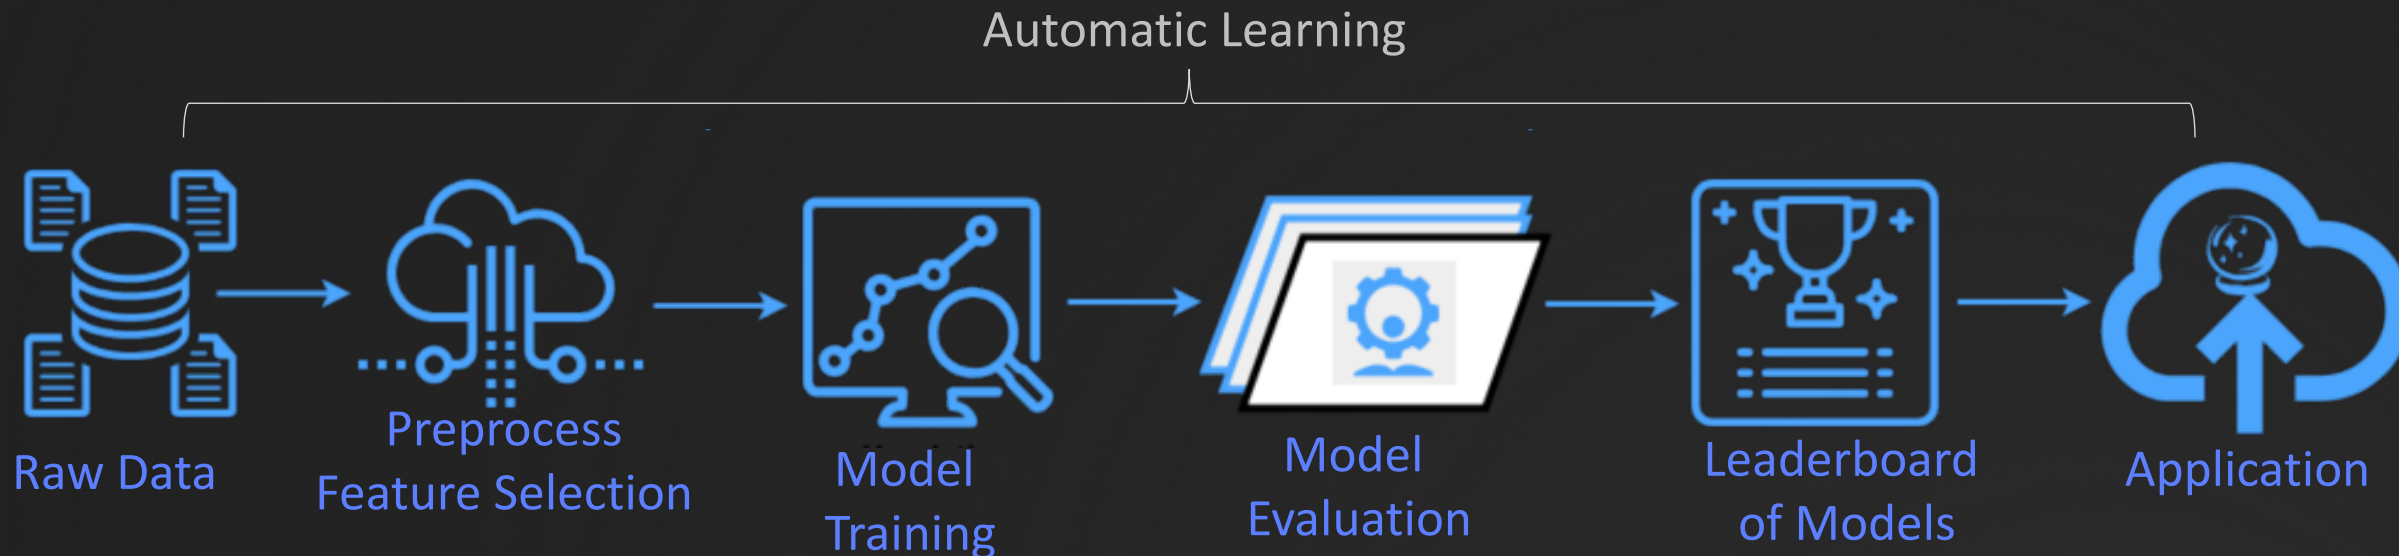 Automatic Learning
Raw Data
Preprocess
Feature Selection
Model
Training
Model
Evaluation
Leaderboard
of Models
Application